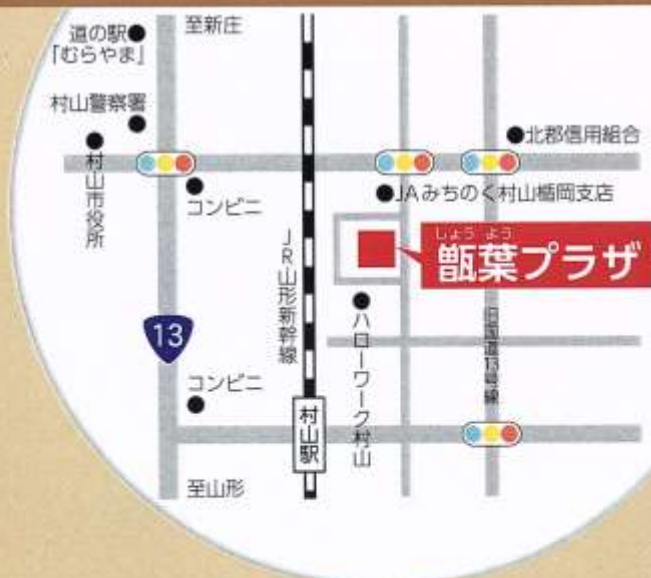 道の駅
「むらやま」
至新庄
村山警察署
村山市役所
コンビニ
JR山形新幹線
北郡信用組合
JAみちのく村山楯岡支店
しょうよう
甑葉プラザ
13
ハローワーク村山
旧国道13号線
コンビニ
村山駅
至山形